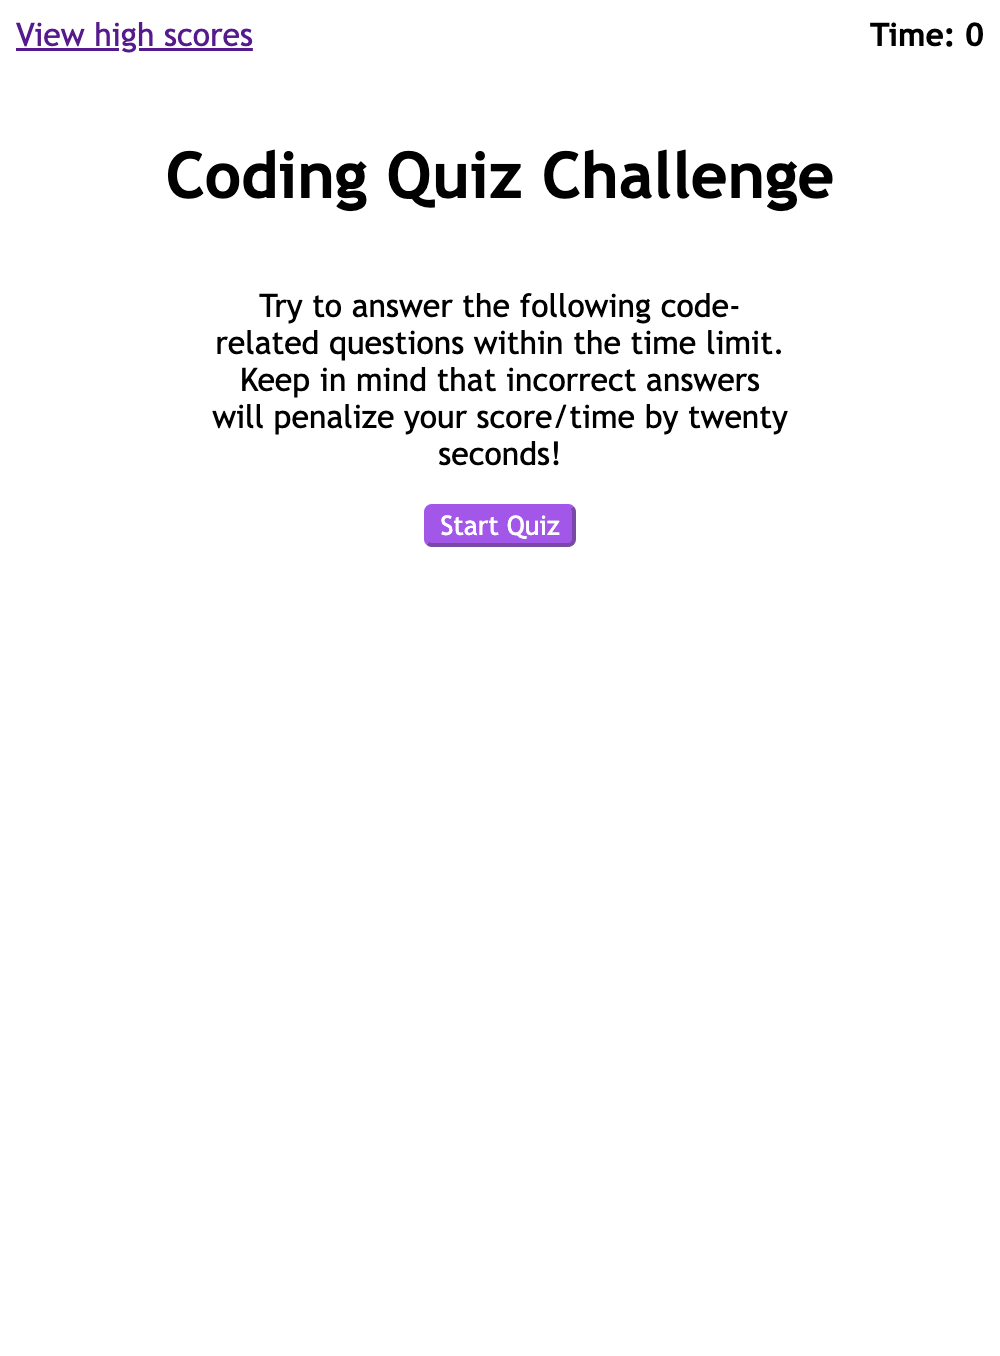 View high scores
Time: 0
Coding Quiz Challenge
Try to answer the following code-
related questions within the time limit.
Keep in mind that incorrect answers
will penalize your score/time by twenty
seconds!
Start Quiz